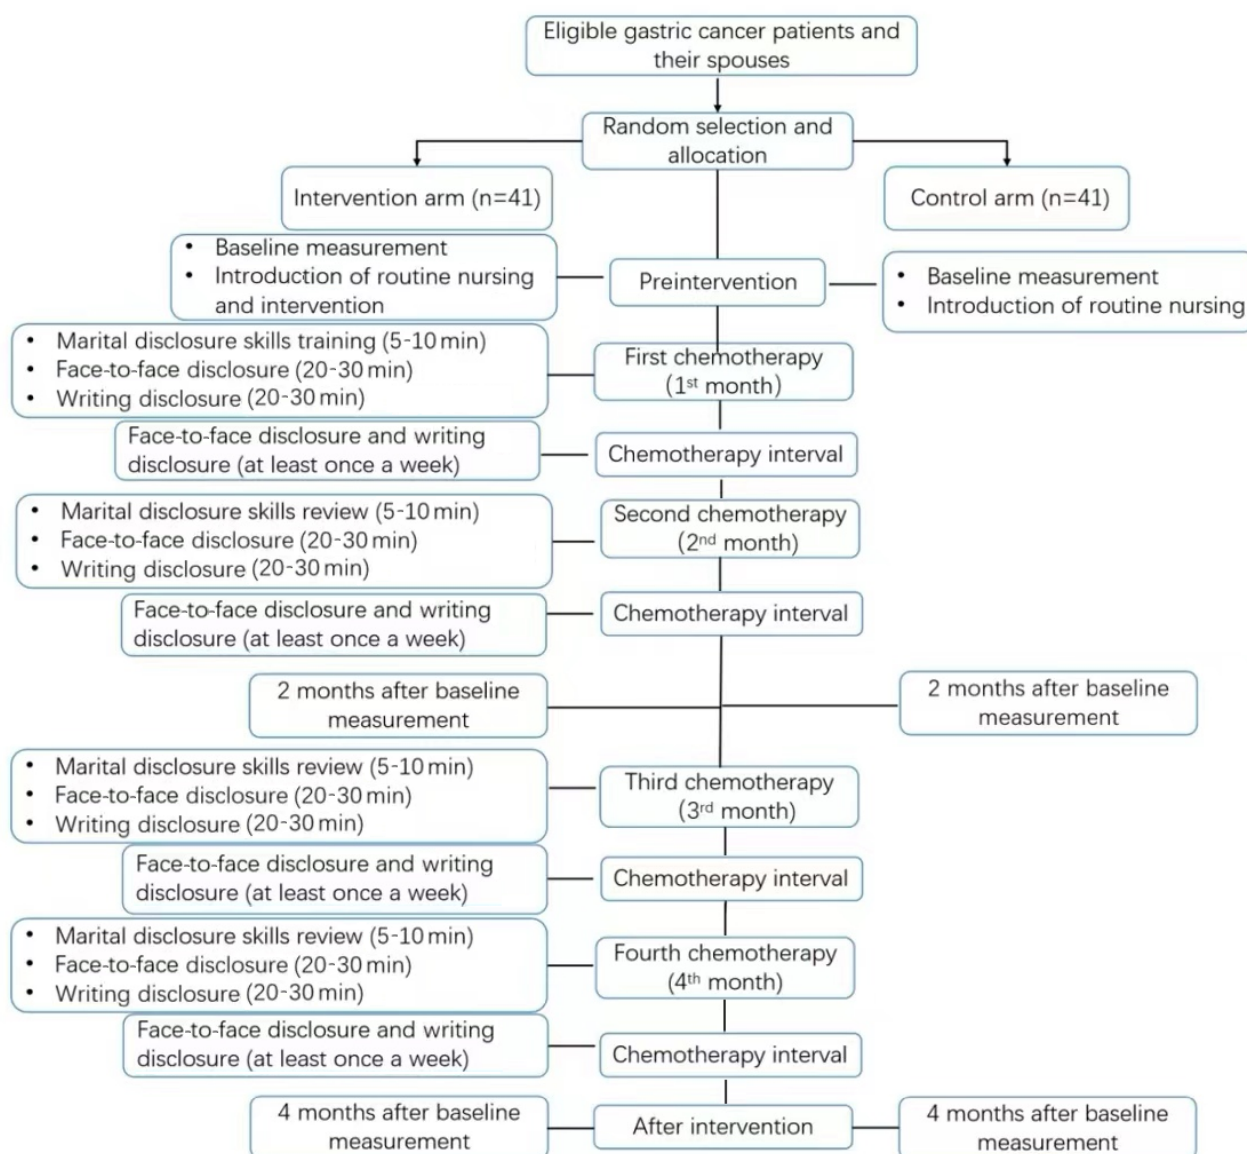 Eligible gastric cancer patients and
their spouses
Random selection and
allocation
Intervention arm (n=41)
Control arm (n=41)
• Baseline measurement
• Introduction of routine nursing
and intervention
Preintervention
• Baseline measurement
• Introduction of routine nursing
• Marital disclosure skills training (5-10 min)
• Face-to-face disclosure (20-30 min)
• Writing disclosure (20-30 min)
First chemotherapy
(1st month)
Face-to-face disclosure and writing
disclosure (at least once a week)
Chemotherapy interval
• Marital disclosure skills review (5-10 min)
• Face-to-face disclosure (20-30 min)
• Writing disclosure (20-30 min)
Second chemotherapy
(2nd month)
Face-to-face disclosure and writing
disclosure (at least once a week)
Chemotherapy interval
2 months after baseline
measurement
2 months after baseline
measurement
• Marital disclosure skills review (5-10 min)
• Face-to-face disclosure (20-30 min)
• Writing disclosure (20-30 min)
Third chemotherapy
(3rd month)
Face-to-face disclosure and writing
disclosure (at least once a week)
Chemotherapy interval
• Marital disclosure skills review (5-10 min)
• Face-to-face disclosure (20-30 min)
• Writing disclosure (20-30 min)
Fourth chemotherapy
(4th month)
Face-to-face disclosure and writing
disclosure (at least once a week)
Chemotherapy interval
4 months after baseline
measurement
After intervention
4 months after baseline
measurement